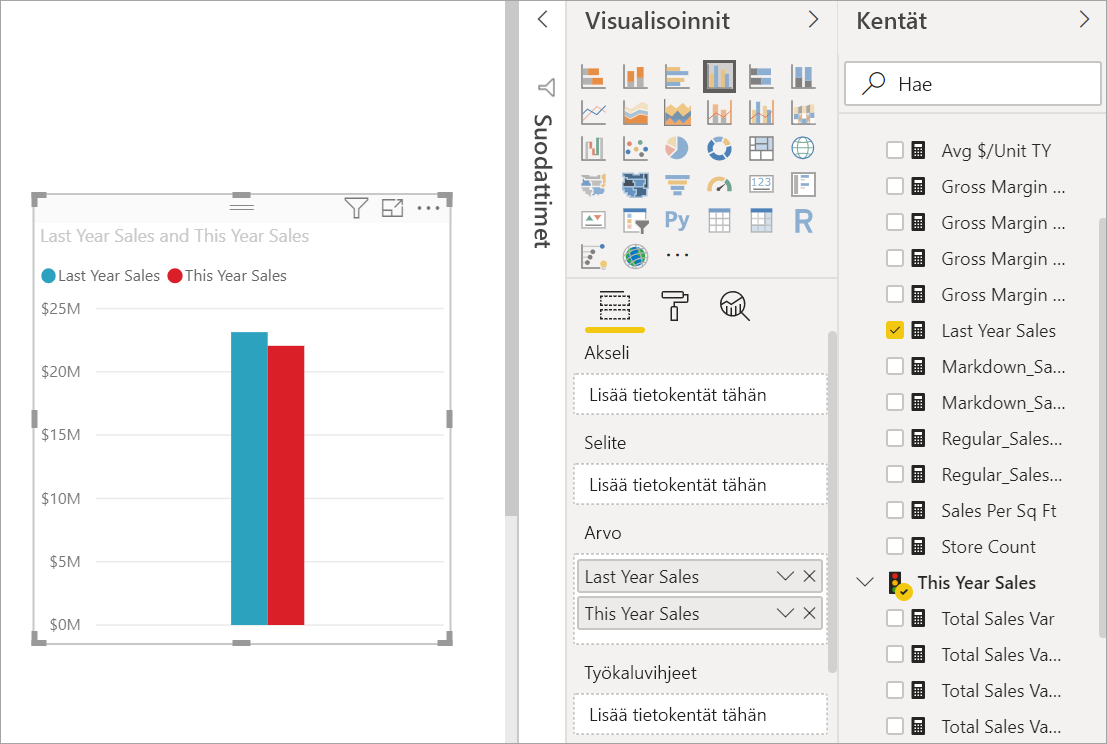 Last Year Sales and This Year Sales
Last Year Sales This Year Sales
$25M
$20M
$15M
$10M
$5M
$0M
Suodattimet
Visualisoinnit
123
Py
R
Akseli
Lisää tietokentät tähän
Selite
Lisää tietokentät tähän
Arvo
Last Year Sales
This Year Sales
Työkaluvihjeet
Lisää tietokentät tähän
Kentät
Hae
Avg $/Unit TY
Gross Margin ...
Gross Margin ...
Gross Margin ...
Gross Margin ...
Last Year Sales
Markdown_Sa...
Markdown_Sa...
Regular_Sales...
Regular_Sales...
Sales Per Sq Ft
Store Count
This Year Sales
Total Sales Var
Total Sales Va...
Total Sales Va...
Total Sales Va...